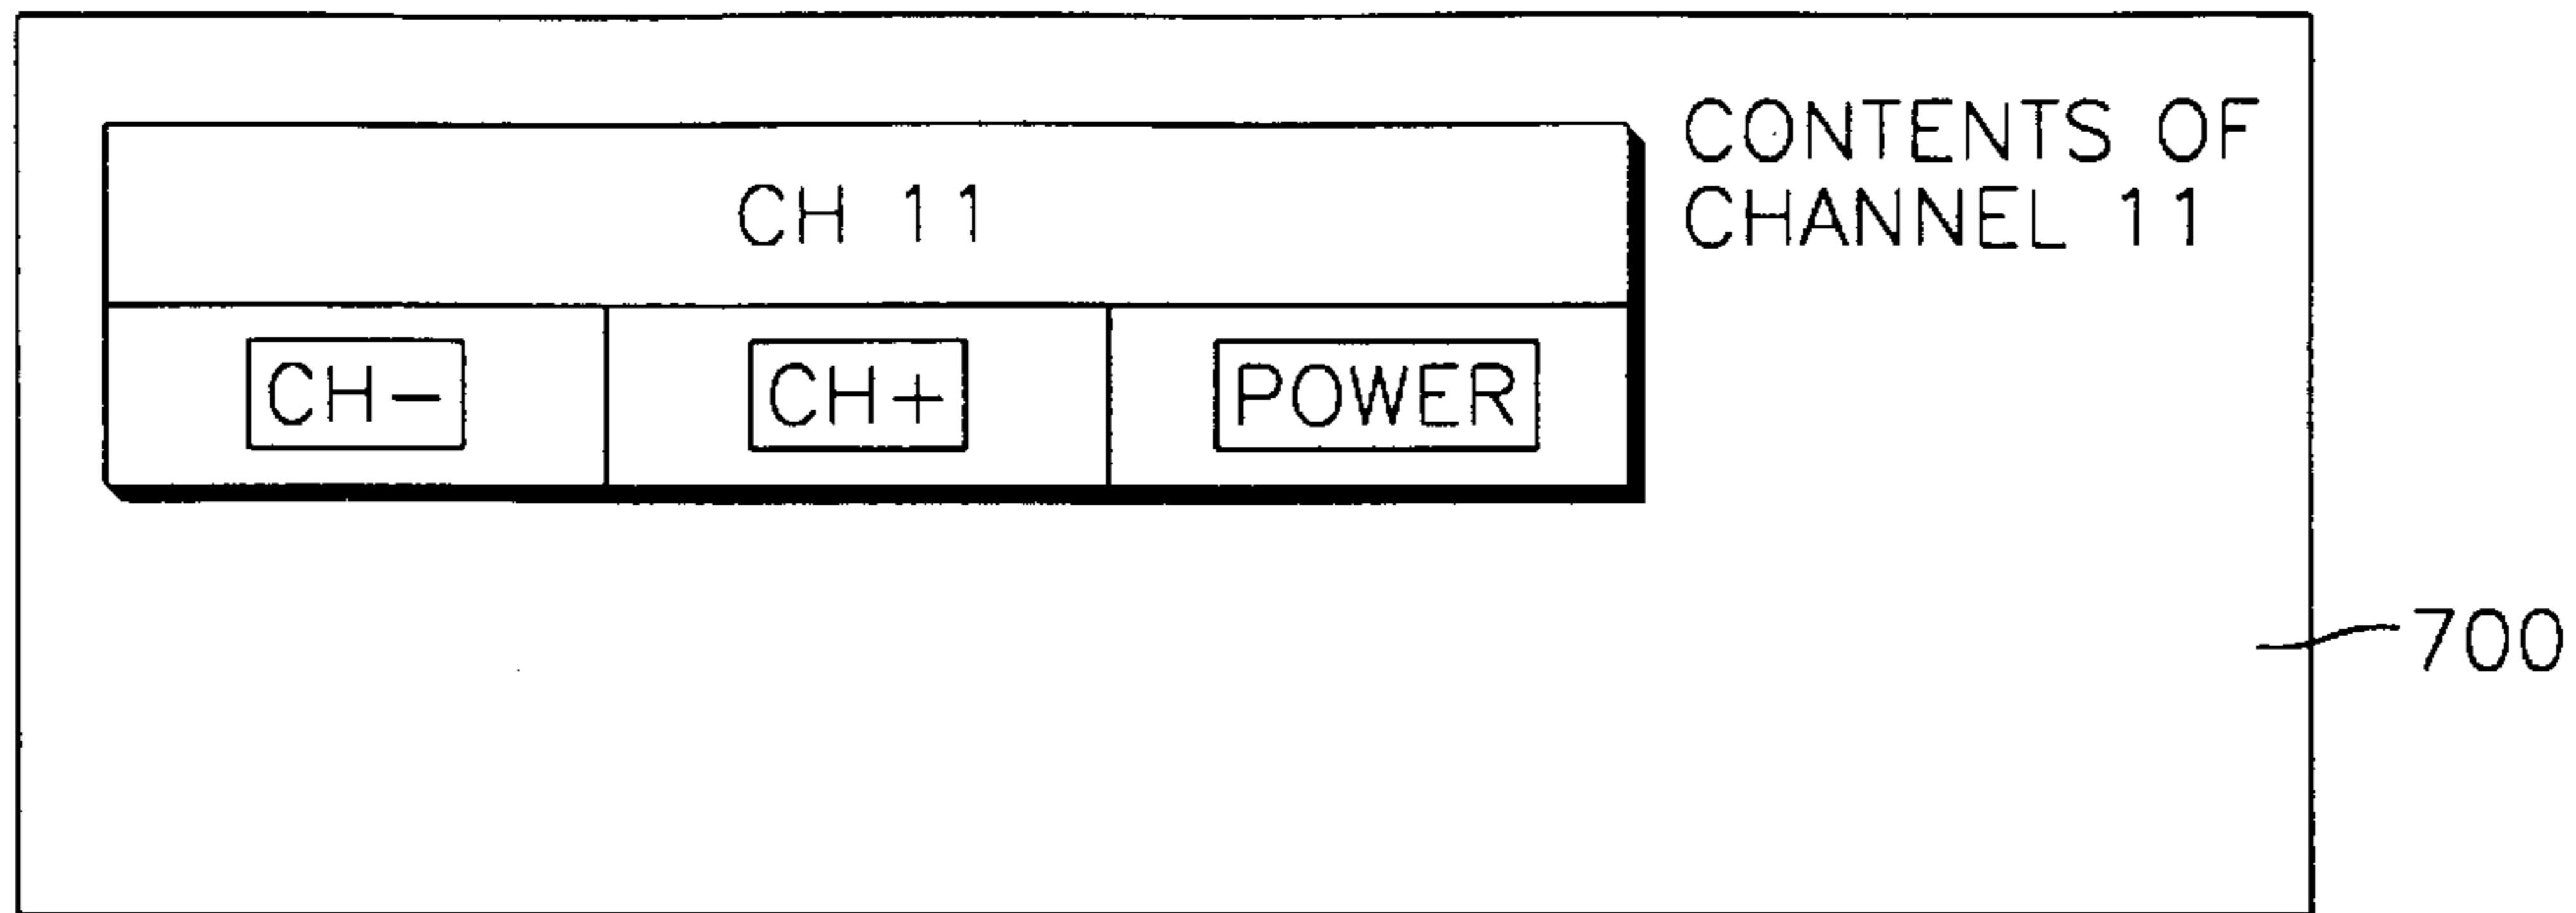 CONTENTS OF
CHANNEL 11
CH 11
CH-
CH+
POWER
700